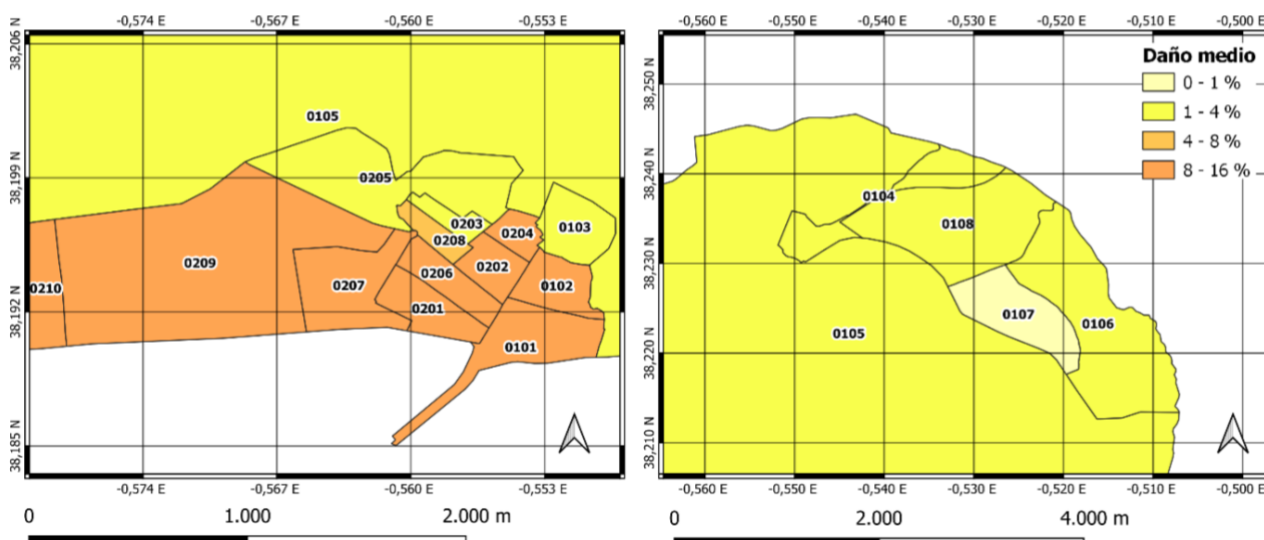 -0,574 E -0,567 E -0,560 E -0,553 E
38,206 N
38,199 N
38,192 N
38,185 N
0105
0205
0103
0203
0204
0208
0209
0206
0202
0210
0207
0102
0201
0101
-0,574 E -0,567 E -0,560 E -0,553 E
0 1.000 2.000 m
-0,560 E -0,550 E -0,540 E -0,530 E -0,520 E -0,510 E -0,500 E
38,250 N
38,240 N
38,230 N
38,220 N
38,210 N
Daño medio
0 - 1 %
1 - 4 %
4 - 8 %
8 - 16 %
0104
0108
0107
0106
0105
-0,560 E -0,550 E -0,540 E -0,530 E -0,520 E -0,510 E -0,500 E
0 2.000 4.000 m